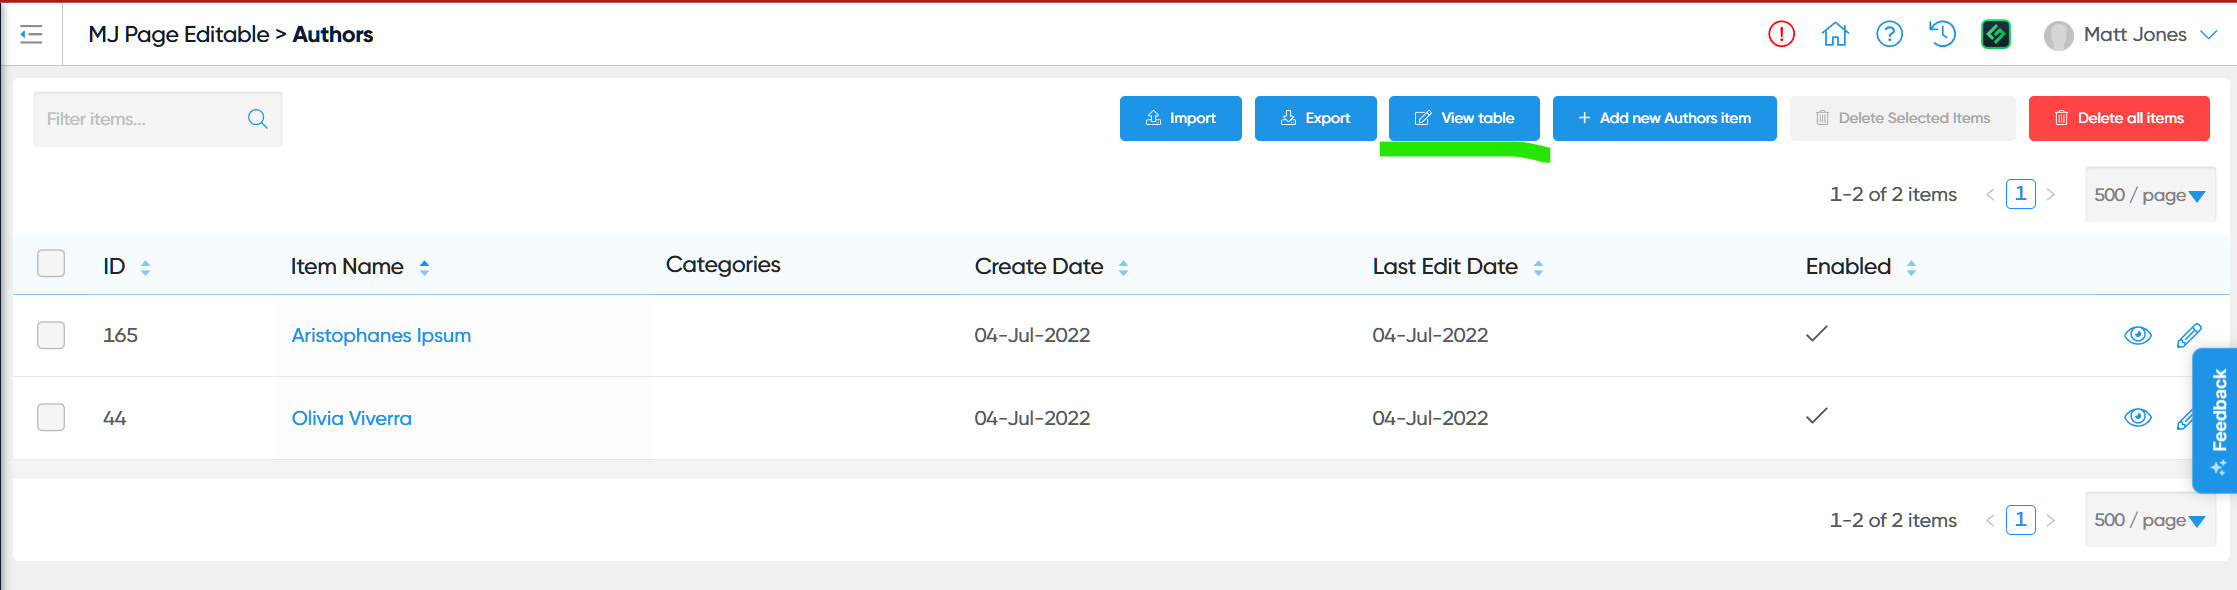 MJ Page Editable > Authors
Matt Jones
Filter items...
Import
Export
View table
+ Add new Authors item
Delete Selected Items
Delete all items
1-2 of 2 items < 1 > 500 / page
ID Item Name Categories Create Date Last Edit Date Enabled
165 Aristophanes Ipsum 04-Jul-2022 04-Jul-2022
44 Olivia Viverra 04-Jul-2022 04-Jul-2022
Feedback
1-2 of 2 items < 1 > 500 / page